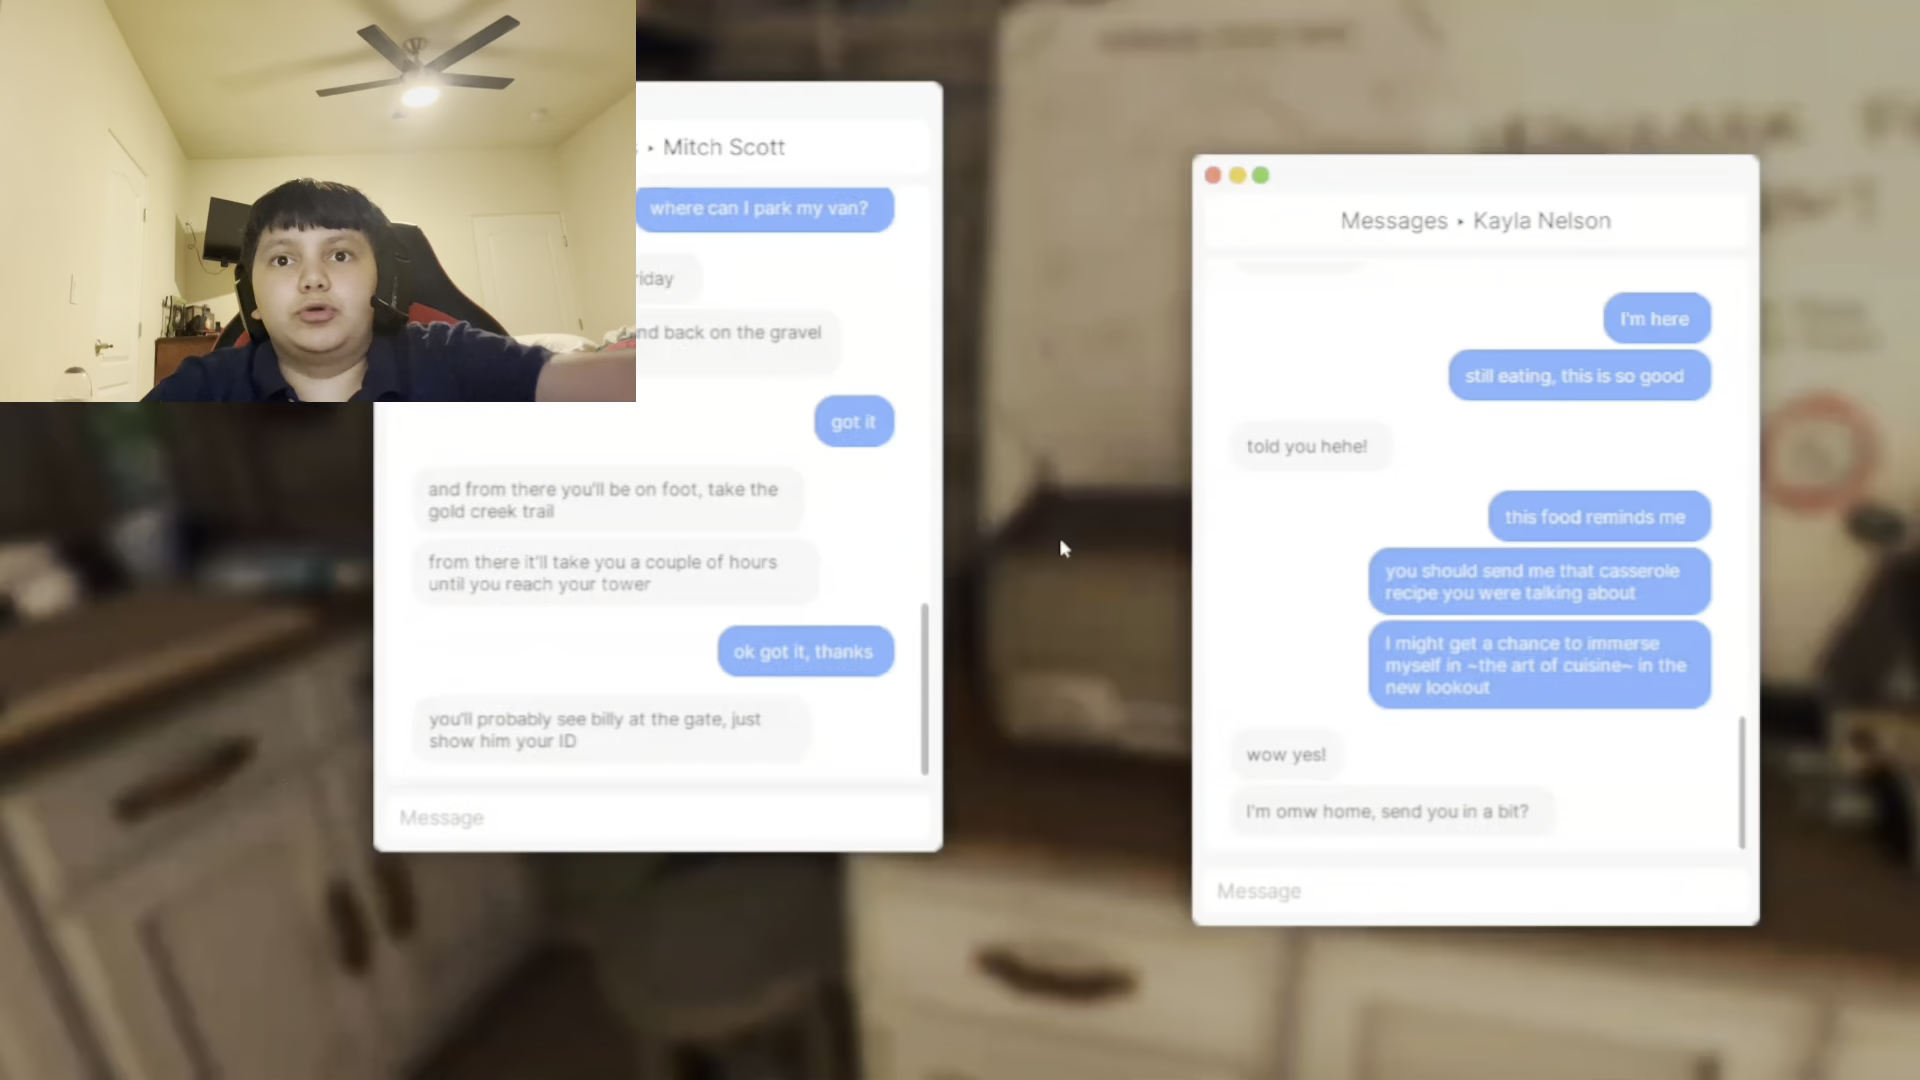 Mitch Scott
where can I park my van?
nd back on the gravel
got it
and from there you'll be on foot, take the
gold creek trail
from there it'll take you a couple of hours
until you reach your tower
ok got it, thanks
you'll probably see billy at the gate, just
show him your ID
Message
Messages ‣ Kayla Nelson
I'm here
still eating, this is so good
told you hehe!
this food reminds me
you should send me that casserole
recipe you were talking about
I might get a chance to immerse
myself in ~the art of cuisine~ in the
new lookout
wow yes!
I'm omw home, send you in a bit?
Message